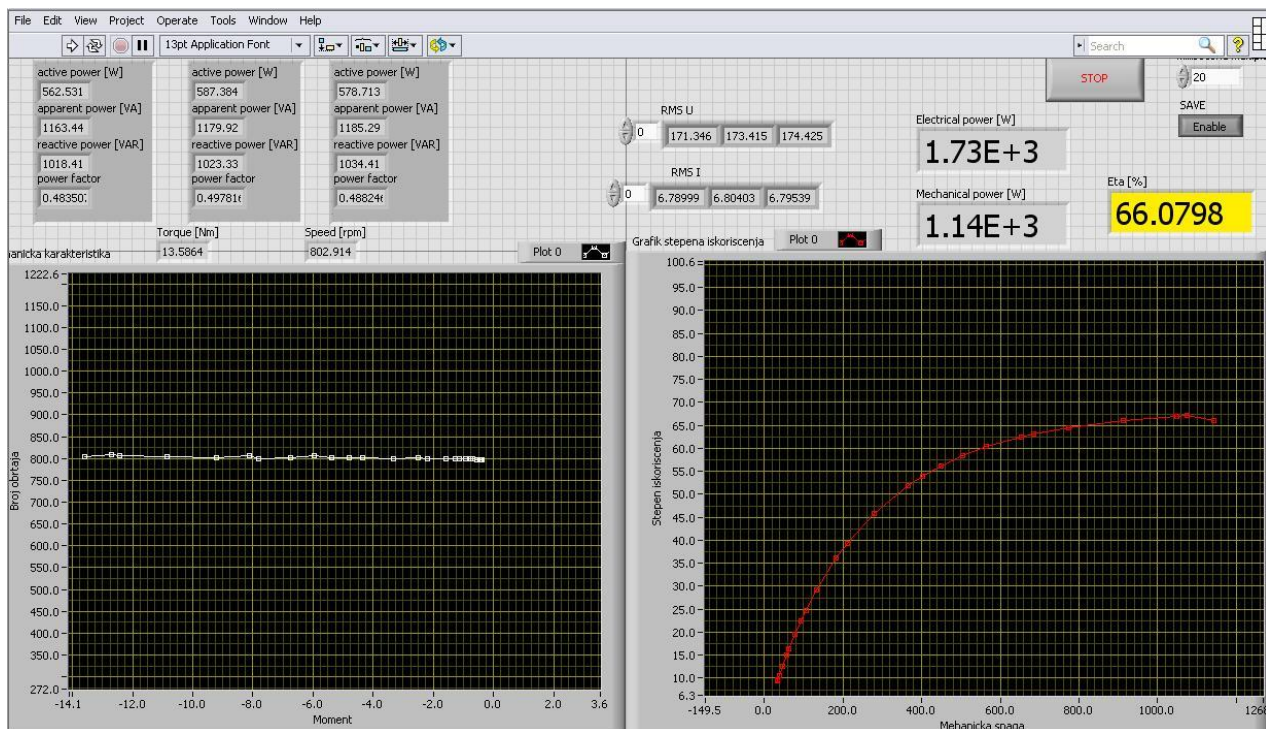 File Edit View Project Operate Tools Window Help
13pt Application Font Search
active power [W] active power [W] active power [W]
562.531 587.384 578.713
apparent power [VA] apparent power [VA] apparent power [VA]
1163.44 1179.92 1185.29
reactive power [VAR] reactive power [VAR] reactive power [VAR]
1018.41 1023.33 1034.41
power factor power factor power factor
0.48350 0.49781 0.48824
Torque [Nm] Speed [rpm]
13.5864 802.914
anicka karakteristika Plot 0
STOP
20
SAVE
Enable
RMS U
0 171.346 173.415 174.425
RMS I
0 6.78999 6.80403 6.79539
Electrical power [W]
1.73E+3
Mechanical power [W]
1.14E+3
Eta [%]
66.0798
Grafik stepena iskoriscenja Plot 0
Broj obrtaja
1222.6
1150.0
1100.0
1050.0
1000.0
950.0
900.0
850.0
800.0
750.0
700.0
650.0
600.0
550.0
500.0
450.0
400.0
350.0
272.0
-14.1 -12.0 -10.0 -8.0 -6.0 -4.0 -2.0 0.0 2.0 3.6
Moment
Stepen iskoriscenja
100.6
95.0
90.0
85.0
80.0
75.0
70.0
65.0
60.0
55.0
50.0
45.0
40.0
35.0
30.0
25.0
20.0
15.0
10.0
6.3
-149.5 0.0 200.0 400.0 600.0 800.0 1000.0 1268
Mehanicka snaga